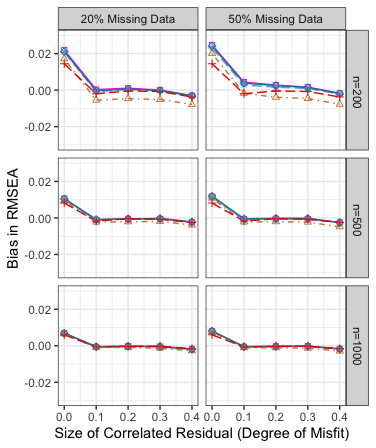 20% Missing Data 50% Missing Data
0.02
0.00
-0.02
n=200
0.02
0.00
-0.02
n=500
0.02
0.00
-0.02
n=1000
Bias in RMSEA
0.0 0.1 0.2 0.3 0.4 0.0 0.1 0.2 0.3 0.4
Size of Correlated Residual (Degree of Misfit)